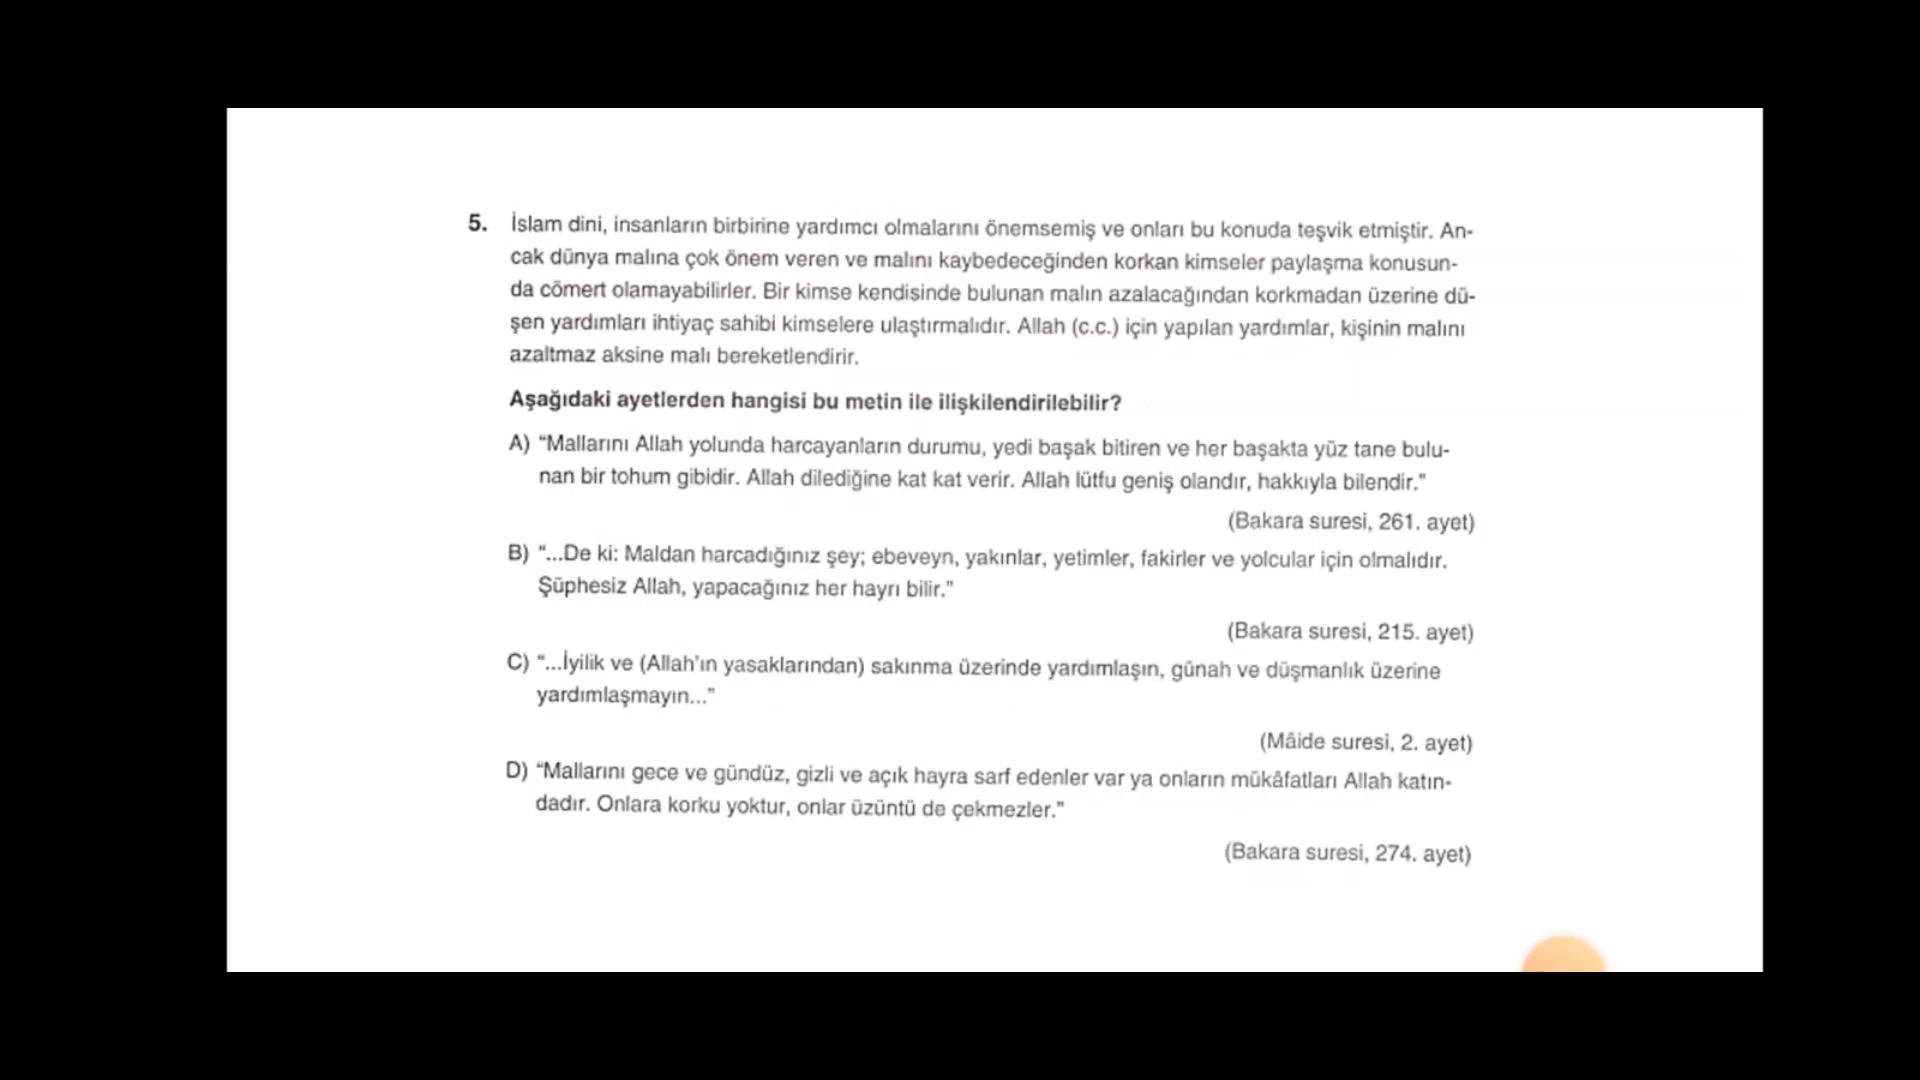 5. İslam dini, insanların birbirine yardımcı olmalarını önemsemiş ve onları bu konuda teşvik etmiştir. An-
cak dünya malına çok önem veren ve malını kaybedeceğinden korkan kimseler paylaşma konusun-
da cömert olamayabilirler. Bir kimse kendisinde bulunan malın azalacağından korkmadan üzerine dü-
şen yardımları ihtiyaç sahibi kimselere ulaştırmalıdır. Allah (c.c.) için yapılan yardımlar, kişinin malını
azaltmaz aksine malı bereketlendirir.
Aşağıdaki ayetlerden hangisi bu metin ile ilişkilendirilebilir?
A) “Mallarını Allah yolunda harcayanların durumu, yedi başak bitiren ve her başakta yüz tane bulu-
nan bir tohum gibidir. Allah dilediğine kat kat verir. Allah lütfu geniş olandır, hakkıyla bilendir.”
(Bakara suresi, 261. ayet)
B) “...De ki: Maldan harcadığınız şey; ebeveyn, yakınlar, yetimler, fakirler ve yolcular için olmalıdır.
Şüphesiz Allah, yapacağınız her hayrı bilir.”
(Bakara suresi, 215. ayet)
C) “...İyilik ve (Allah’ın yasaklarından) sakınma üzerinde yardımlaşın, günah ve düşmanlık üzerine
yardımlaşmayın...”
(Mâide suresi, 2. ayet)
D) “Mallarını gece ve gündüz, gizli ve açık hayra sarf edenler var ya onların mükâfatları Allah katın-
dadır. Onlara korku yoktur, onlar üzüntü de çekmezler.”
(Bakara suresi, 274. ayet)